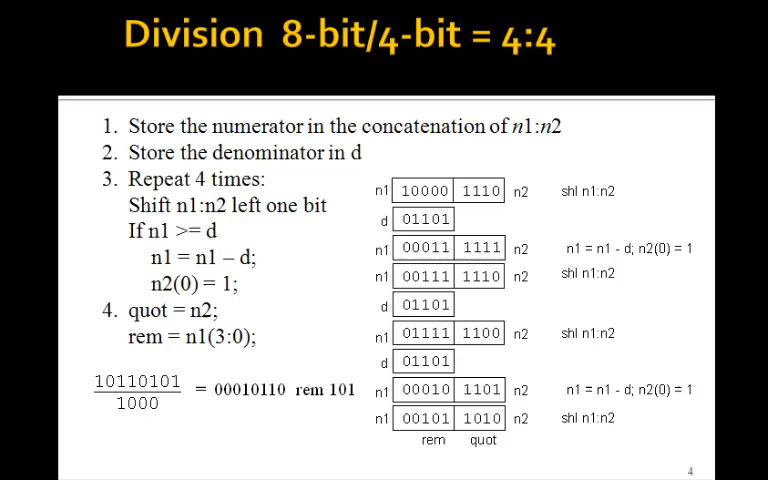 Division 8-bit/4-bit = 4:4
1. Store the numerator in the concatenation of n1:n2
2. Store the denominator in d
3. Repeat 4 times:
Shift n1:n2 left one bit
If n1 >= d
n1 = n1 – d;
n2(0) = 1;
4. quot = n2;
rem = n1(3:0);
10110101
1000
= 00010110 rem 101
n1 10000 1110 n2 shl n1:n2
d 01101
n1 00011 1111 n2 n1 = n1 - d; n2(0) = 1
n1 00111 1110 n2 shl n1:n2
d 01101
n1 01111 1100 n2 shl n1:n2
d 01101
n1 00010 1101 n2 n1 = n1 - d; n2(0) = 1
n1 00101 1010 n2 shl n1:n2
rem quot
4